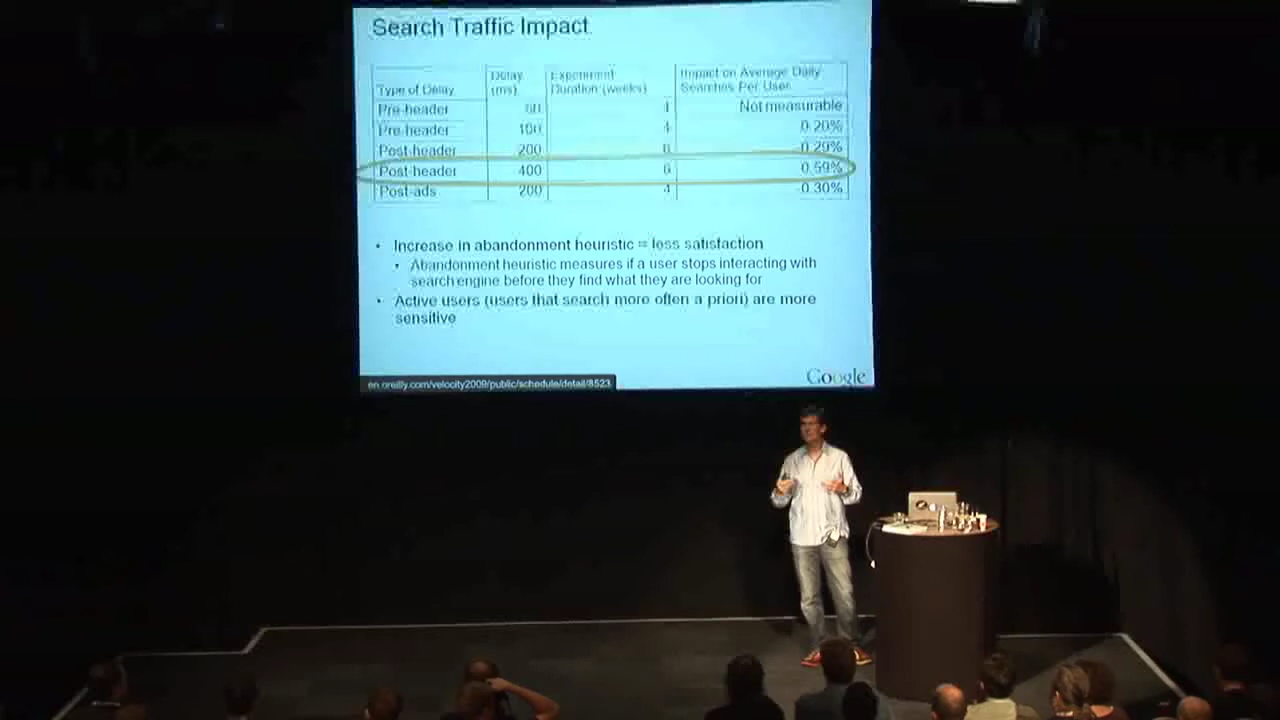 Search Traffic Impact
Type of Delay Delay (ms) Experiment Duration (weeks) Impact on Average Daily Searches Per User
Pre-header 4 Not measurable
Pre-header 100 4 0.20%
Post-header 200 6 0.29%
Post-header 400 6 0.59%
Post-ads 200 4 0.30%
• Increase in abandonment heuristic = less satisfaction
• Abandonment heuristic measures if a user stops interacting with
search engine before they find what they are looking for
• Active users (users that search more often a priori) are more
sensitive
en.oreilly.com/velocity2009/public/schedule/detail/8523
Google